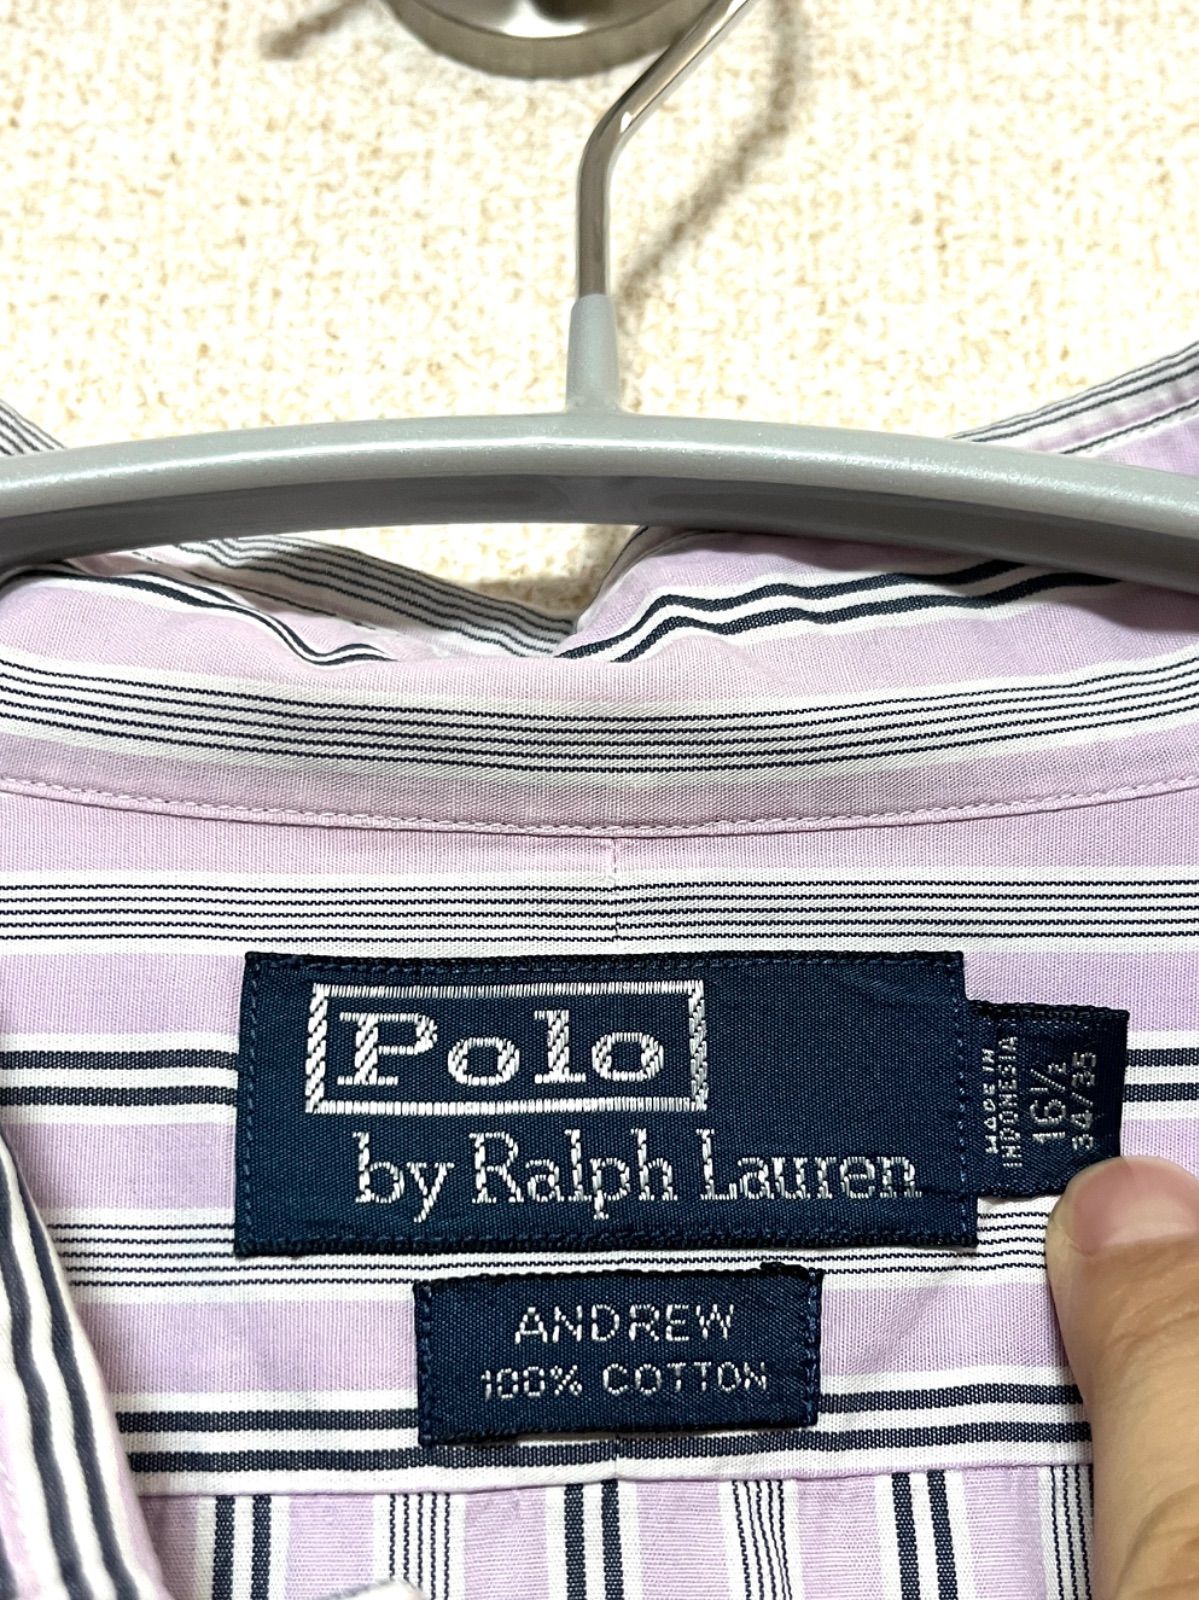 Polo
by Ralph Lauren
MADE IN
INDONESIA
16½
34/35
ANDREW
100% COTTON